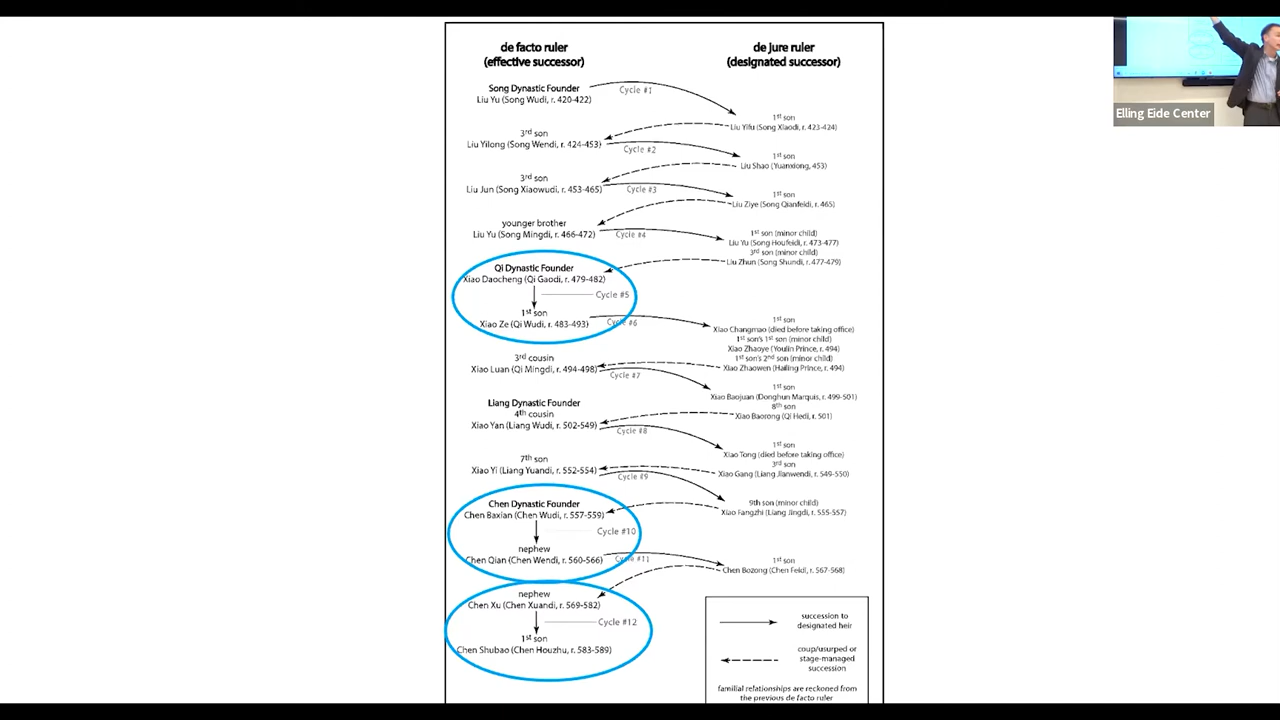 de facto ruler
(effective successor)
de jure ruler
(designated successor)
Song Dynastic Founder
Liu Yu (Song Wudi, r. 420-422)
Cycle #1
1st son
Liu Yifu (Song Xiaodi, r. 423-424)
3rd son
Liu Yilong (Song Wendi, r. 424-453)
Cycle #2
1st son
Liu Shao (Yuanxiong, 453)
3rd son
Liu Jun (Song Xiaowudi, r. 453-465)
Cycle #3
1st son
Liu Ziye (Song Qianfeidi, r. 465)
younger brother
Liu Yu (Song Mingdi, r. 466-472)
Cycle #4
1st son (minor child)
Liu Yu (Song Houfeidi, r. 473-477)
3rd son (minor child)
Liu Zhun (Song Shundi, r. 477-479)
Qi Dynastic Founder
Xiao Daocheng (Qi Gaodi, r. 479-482)
Cycle #5
1st son
Xiao Ze (Qi Wudi, r. 483-493)
Cycle #6
1st son
Xiao Changmao (died before taking office)
1st son's 1st son (minor child)
Xiao Zhaoye (Youlin Prince, r. 494)
1st son's 2nd son (minor child)
Xiao Zhaowen (Hailing Prince, r. 494)
3rd cousin
Xiao Luan (Qi Mingdi, r. 494-498)
Cycle #7
1st son
Xiao Baojuan (Donghun Marquis, r. 499-501)
8th son
Xiao Baorong (Qi Hedi, r. 501)
Liang Dynastic Founder
4th cousin
Xiao Yan (Liang Wudi, r. 502-549)
Cycle #8
1st son
Xiao Tong (died before taking office)
3rd son
Xiao Gang (Liang Jianwendi, r. 549-550)
7th son
Xiao Yi (Liang Yuandi, r. 552-554)
Cycle #9
9th son (minor child)
Xiao Fangzhi (Liang Jingdi, r. 555-557)
Chen Dynastic Founder
Chen Baxian (Chen Wudi, r. 557-559)
Cycle #10
nephew
Chen Qian (Chen Wendi, r. 560-566)
Cycle #11
1st son
Chen Bozong (Chen Feidi, r. 567-568)
nephew
Chen Xu (Chen Xuandi, r. 569-582)
Cycle #12
1st son
Chen Shubao (Chen Houzhu, r. 583-589)
succession to
designated heir
coup/usurped or
stage-managed
succession
familial relationships are reckoned from
the previous de facto ruler
Elling Eide Center